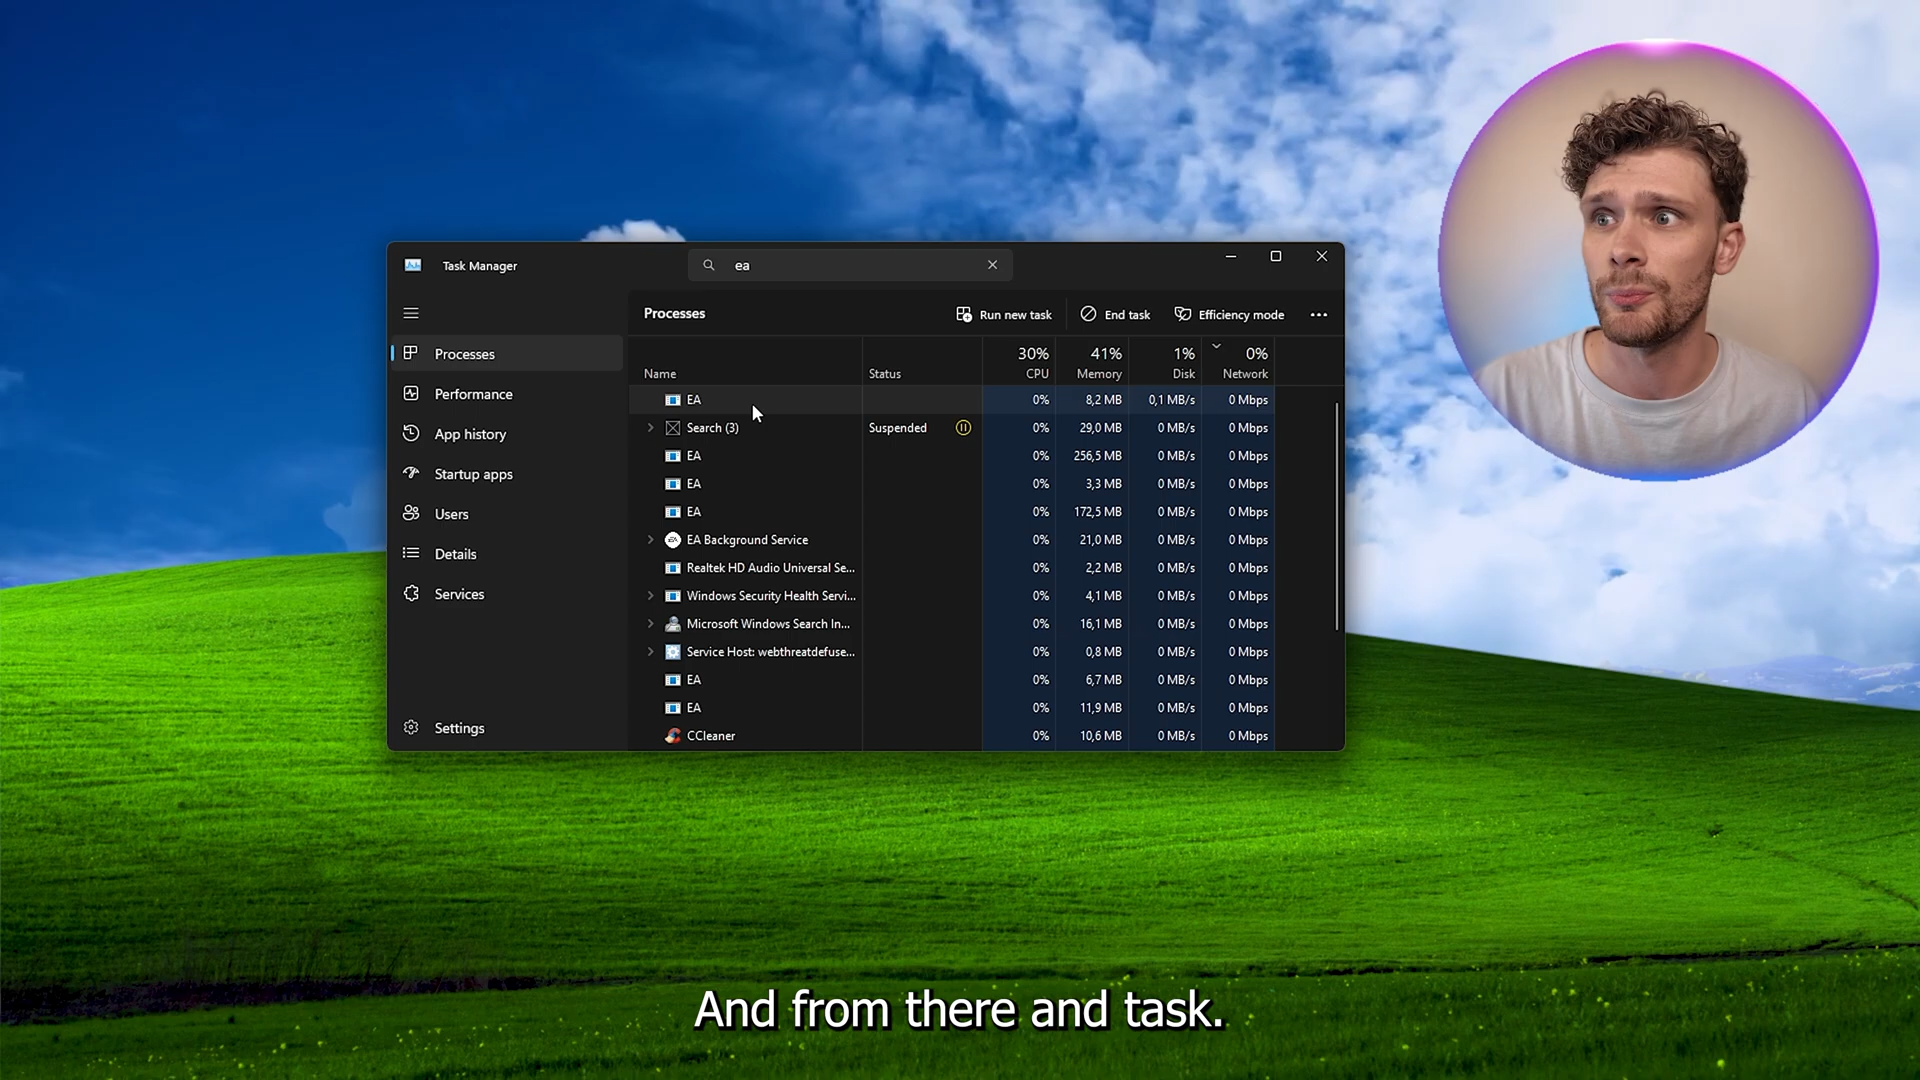 Task Manager
ea
Processes
Run new task
End task
Efficiency mode
Processes
Performance
App history
Startup apps
Users
Details
Services
Settings
Name Status 30% CPU 41% Memory 1% Disk 0% Network
EA 0% 8,2 MB 0,1 MB/s 0 Mbps
Search (3) Suspended 0% 29,0 MB 0 MB/s 0 Mbps
EA 0% 256,5 MB 0 MB/s 0 Mbps
EA 0% 3,3 MB 0 MB/s 0 Mbps
EA 0% 172,5 MB 0 MB/s 0 Mbps
EA Background Service 0% 21,0 MB 0 MB/s 0 Mbps
Realtek HD Audio Universal Se... 0% 2,2 MB 0 MB/s 0 Mbps
Windows Security Health Servi... 0% 4,1 MB 0 MB/s 0 Mbps
Microsoft Windows Search In... 0% 16,1 MB 0 MB/s 0 Mbps
Service Host: webthreatdefuse... 0% 0,8 MB 0 MB/s 0 Mbps
EA 0% 6,7 MB 0 MB/s 0 Mbps
EA 0% 11,9 MB 0 MB/s 0 Mbps
CCleaner 0% 10,6 MB 0 MB/s 0 Mbps
And from there and task.